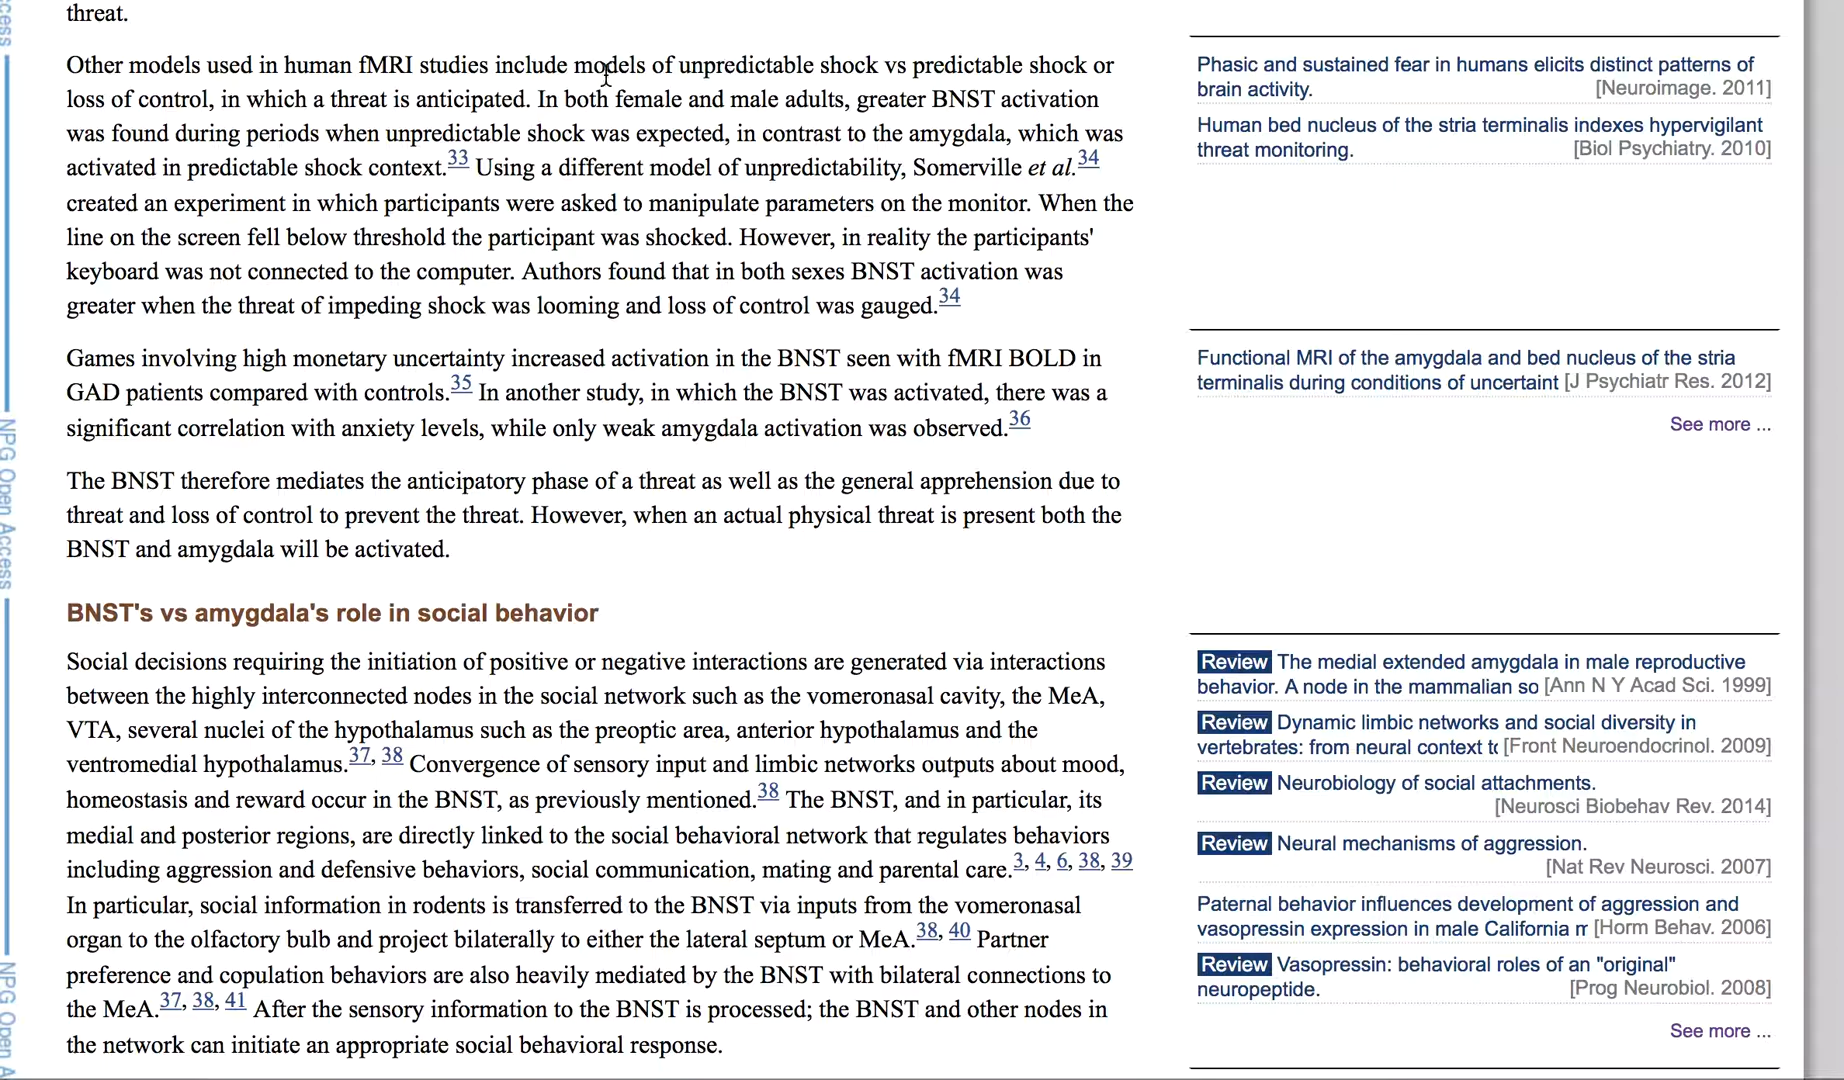 threat.
Other models used in human fMRI studies include models of unpredictable shock vs predictable shock or
loss of control, in which a threat is anticipated. In both female and male adults, greater BNST activation
was found during periods when unpredictable shock was expected, in contrast to the amygdala, which was
activated in predictable shock context.33 Using a different model of unpredictability, Somerville et al.34
created an experiment in which participants were asked to manipulate parameters on the monitor. When the
line on the screen fell below threshold the participant was shocked. However, in reality the participants'
keyboard was not connected to the computer. Authors found that in both sexes BNST activation was
greater when the threat of impeding shock was looming and loss of control was gauged.34
Games involving high monetary uncertainty increased activation in the BNST seen with fMRI BOLD in
GAD patients compared with controls.35 In another study, in which the BNST was activated, there was a
significant correlation with anxiety levels, while only weak amygdala activation was observed.36
The BNST therefore mediates the anticipatory phase of a threat as well as the general apprehension due to
threat and loss of control to prevent the threat. However, when an actual physical threat is present both the
BNST and amygdala will be activated.
BNST's vs amygdala's role in social behavior
Social decisions requiring the initiation of positive or negative interactions are generated via interactions
between the highly interconnected nodes in the social network such as the vomeronasal cavity, the MeA,
VTA, several nuclei of the hypothalamus such as the preoptic area, anterior hypothalamus and the
ventromedial hypothalamus.37, 38 Convergence of sensory input and limbic networks outputs about mood,
homeostasis and reward occur in the BNST, as previously mentioned.38 The BNST, and in particular, its
medial and posterior regions, are directly linked to the social behavioral network that regulates behaviors
including aggression and defensive behaviors, social communication, mating and parental care.3, 4, 6, 38, 39
In particular, social information in rodents is transferred to the BNST via inputs from the vomeronasal
organ to the olfactory bulb and project bilaterally to either the lateral septum or MeA.38, 40 Partner
preference and copulation behaviors are also heavily mediated by the BNST with bilateral connections to
the MeA.37, 38, 41 After the sensory information to the BNST is processed; the BNST and other nodes in
the network can initiate an appropriate social behavioral response.
Phasic and sustained fear in humans elicits distinct patterns of
brain activity. [Neuroimage. 2011]
Human bed nucleus of the stria terminalis indexes hypervigilant
threat monitoring. [Biol Psychiatry. 2010]
Functional MRI of the amygdala and bed nucleus of the stria
terminalis during conditions of uncertaint [J Psychiatr Res. 2012]
See more ...
Review The medial extended amygdala in male reproductive
behavior. A node in the mammalian so [Ann N Y Acad Sci. 1999]
Review Dynamic limbic networks and social diversity in
vertebrates: from neural context tc [Front Neuroendocrinol. 2009]
Review Neurobiology of social attachments.
[Neurosci Biobehav Rev. 2014]
Review Neural mechanisms of aggression.
[Nat Rev Neurosci. 2007]
Paternal behavior influences development of aggression and
vasopressin expression in male California m [Horm Behav. 2006]
Review Vasopressin: behavioral roles of an "original"
neuropeptide. [Prog Neurobiol. 2008]
See more ...
cess
NPG Open Access
NPG Open A